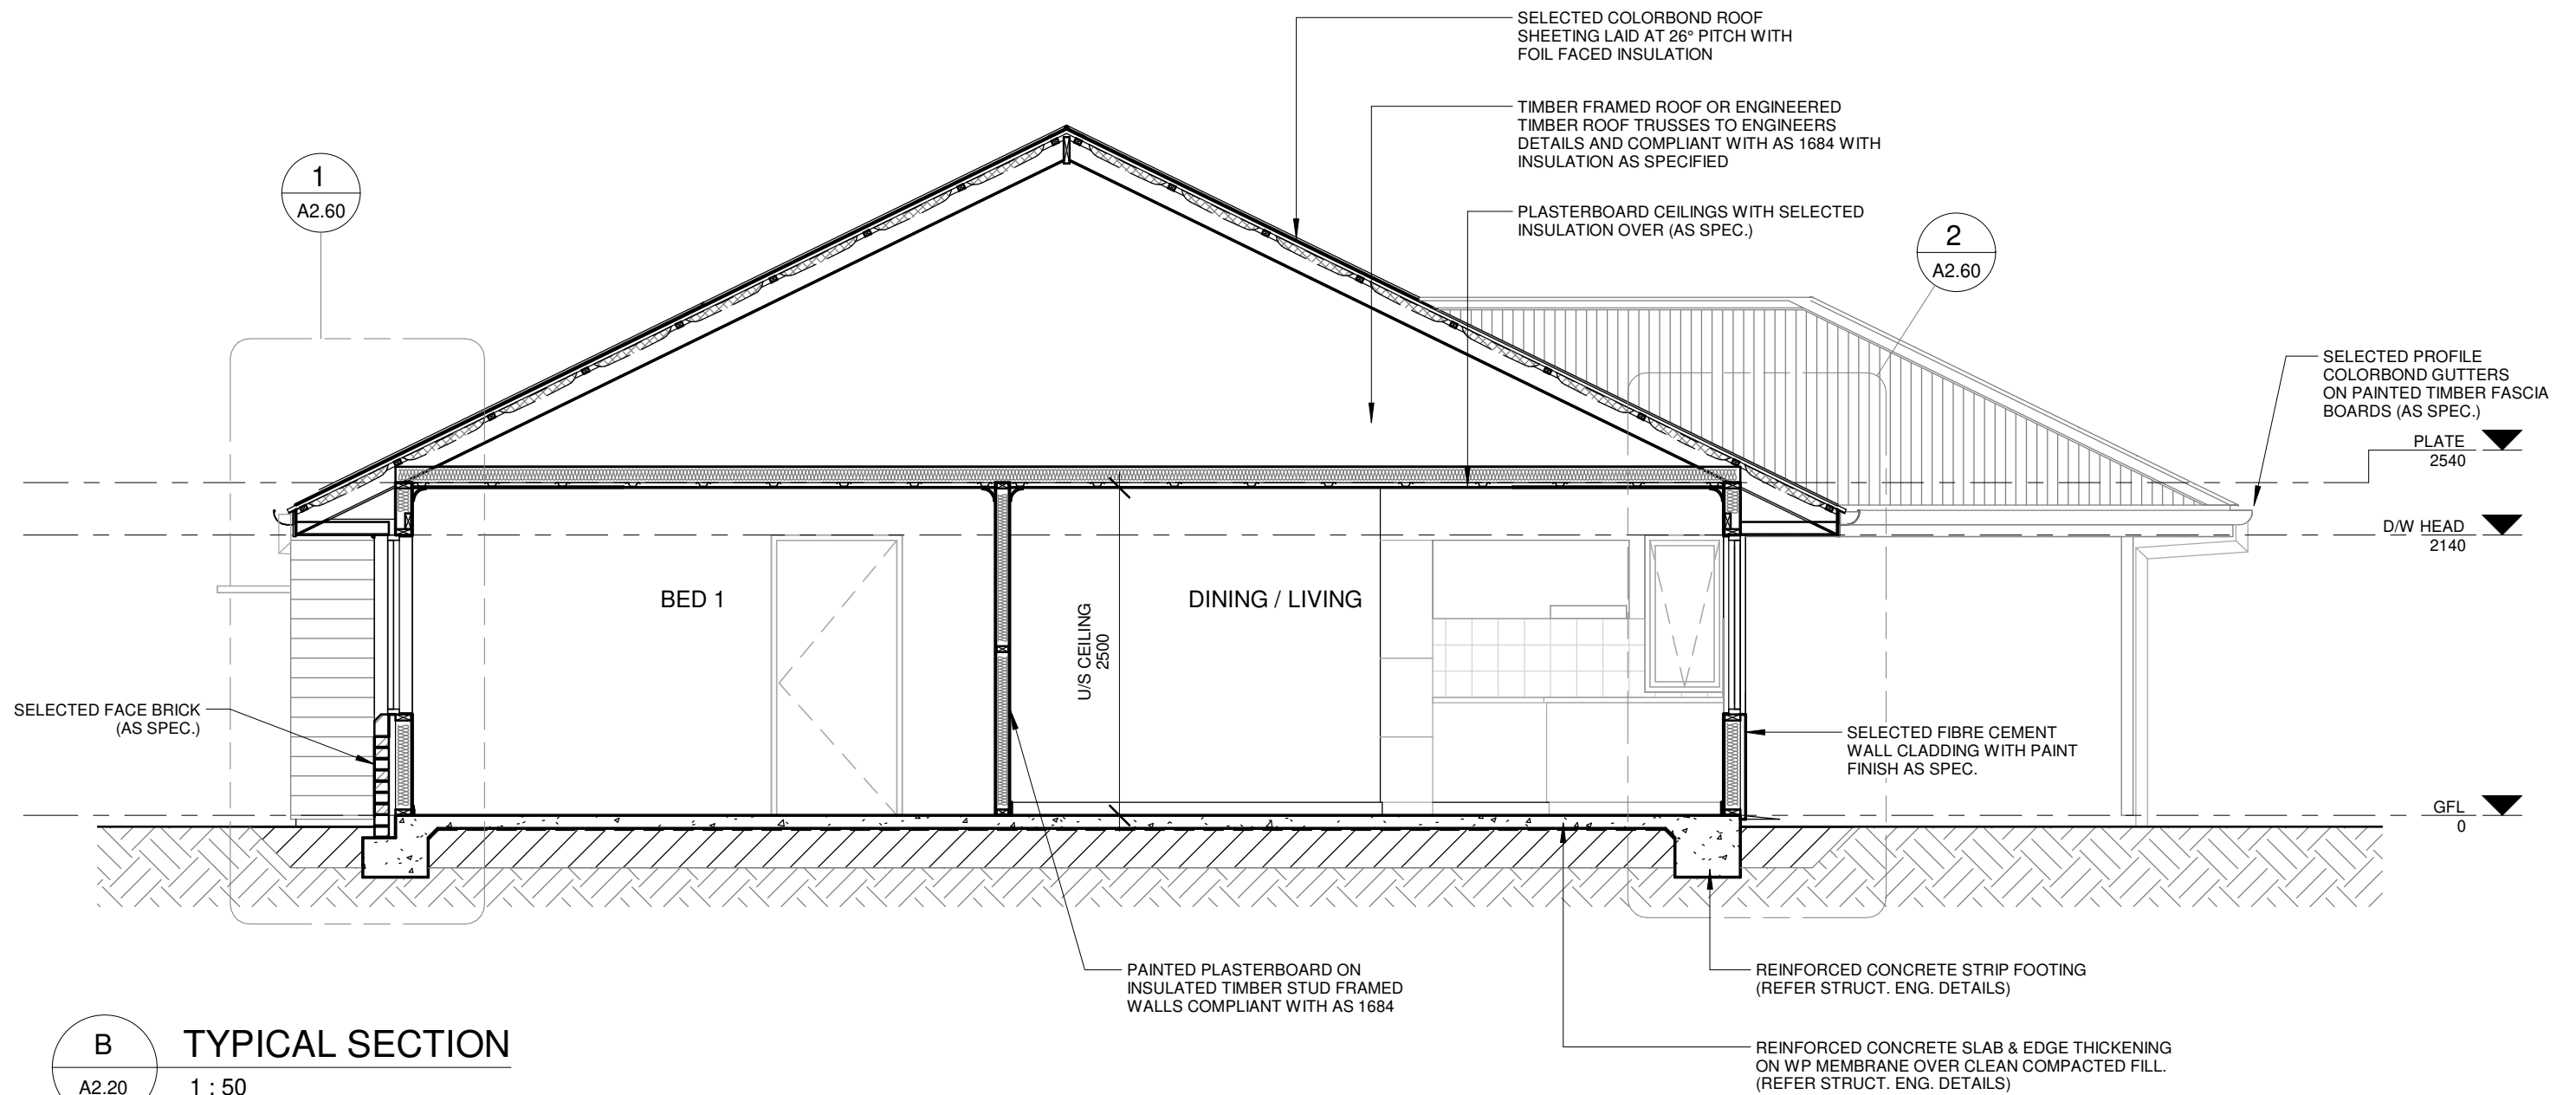 SELECTED COLORBOND ROOF
SHEETING LAID AT 26° PITCH WITH
FOIL FACED INSULATION
TIMBER FRAMED ROOF OR ENGINEERED
TIMBER ROOF TRUSSES TO ENGINEERS
DETAILS AND COMPLIANT WITH AS 1684 WITH
INSULATION AS SPECIFIED
1
A2.60
PLASTERBOARD CEILINGS WITH SELECTED
INSULATION OVER (AS SPEC.)
2
A2.60
SELECTED PROFILE
COLORBOND GUTTERS
ON PAINTED TIMBER FASCIA
BOARDS (AS SPEC.)
PLATE
2540
D/W HEAD
2140
BED 1
DINING / LIVING
U/S CEILING
2500
SELECTED FACE BRICK
(AS SPEC.)
SELECTED FIBRE CEMENT
WALL CLADDING WITH PAINT
FINISH AS SPEC.
GFL
0
PAINTED PLASTERBOARD ON
INSULATED TIMBER STUD FRAMED
WALLS COMPLIANT WITH AS 1684
REINFORCED CONCRETE STRIP FOOTING
(REFER STRUCT. ENG. DETAILS)
REINFORCED CONCRETE SLAB & EDGE THICKENING
ON WP MEMBRANE OVER CLEAN COMPACTED FILL.
(REFER STRUCT. ENG. DETAILS)
B
A2.20
TYPICAL SECTION
1 : 50